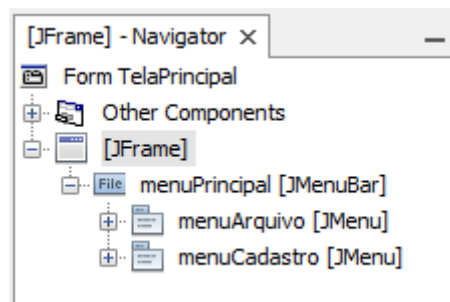 [JFrame] - Navigator
Form TelaPrincipal
Other Components
[JFrame]
File menuPrincipal [JMenuBar]
menuArquivo [JMenu]
menuCadastro [JMenu]